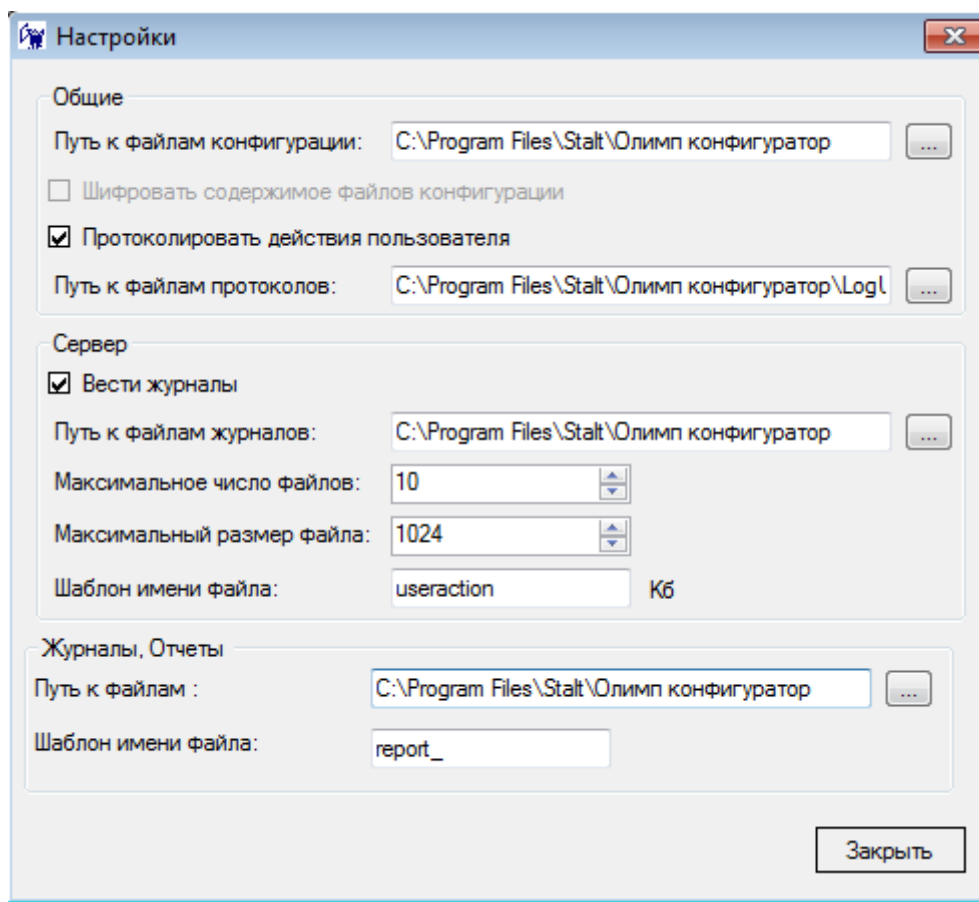 Настройки
Общие
Путь к файлам конфигурации: C:\Program Files\Stalt\Олимп конфигуратор ...
Шифровать содержимое файлов конфигурации
Протоколировать действия пользователя
Путь к файлам протоколов: C:\Program Files\Stalt\Олимп конфигуратор\Log ...
Сервер
Вести журналы
Путь к файлам журналов: C:\Program Files\Stalt\Олимп конфигуратор ...
Максимальное число файлов: 10
Максимальный размер файла: 1024
Шаблон имени файла: useraction Кб
Журналы, Отчеты
Путь к файлам : C:\Program Files\Stalt\Олимп конфигуратор ...
Шаблон имени файла: report_
Закрыть